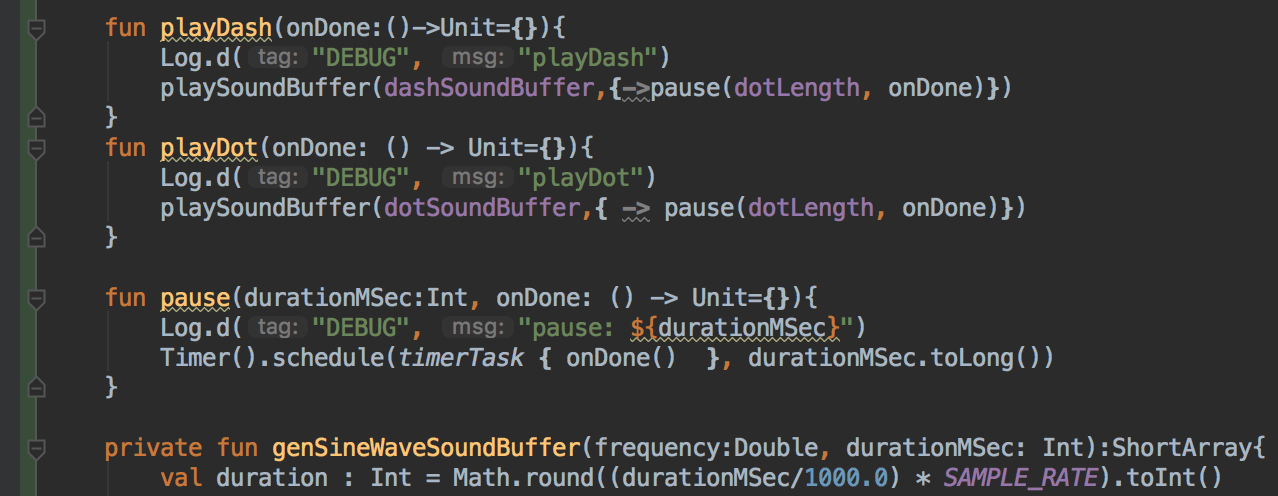 fun playDash(onDone:()->Unit={}){
Log.d( tag: "DEBUG", msg: "playDash")
playSoundBuffer(dashSoundBuffer,{->pause(dotLength, onDone)})
}
fun playDot(onDone: () -> Unit={}){
Log.d( tag: "DEBUG", msg: "playDot")
playSoundBuffer(dotSoundBuffer,{ -> pause(dotLength, onDone)})
}
fun pause(durationMSec:Int, onDone: () -> Unit={}){
Log.d( tag: "DEBUG", msg: "pause: ${durationMSec}")
Timer().schedule(timerTask { onDone()  }, durationMSec.toLong())
}
private fun genSineWaveSoundBuffer(frequency:Double, durationMSec: Int):ShortArray{
val duration : Int = Math.round((durationMSec/1000.0) * SAMPLE_RATE).toInt()